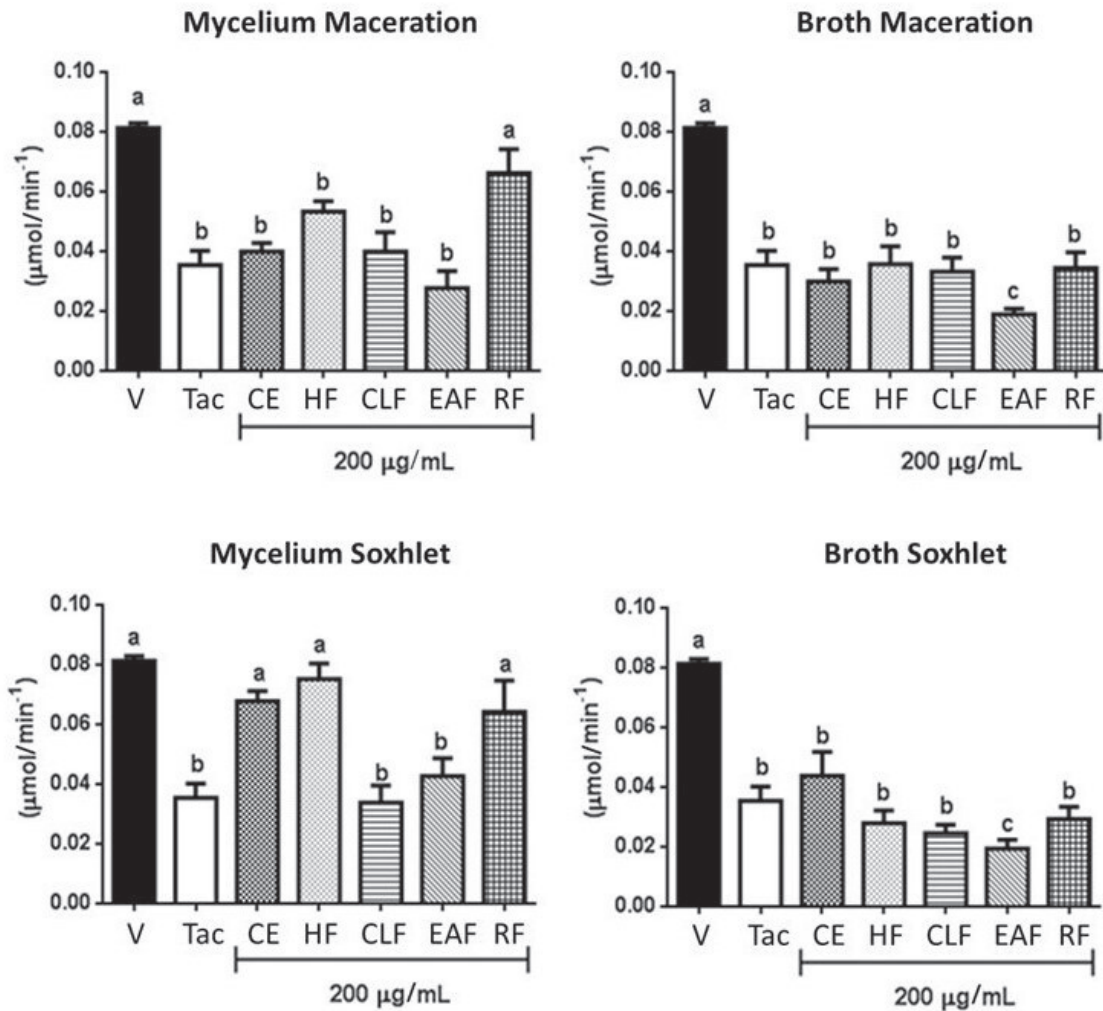 Mycelium Maceration
(μmol/min⁻¹)
0.10
0.08
0.06
0.04
0.02
0.00
a
b
b
b
b
b
a
V Tac CE HF CLF EAF RF
200 μg/mL
Broth Maceration
(μmol/min⁻¹)
0.10
0.08
0.06
0.04
0.02
0.00
a
b
b
b
b
c
b
V Tac CE HF CLF EAF RF
200 μg/mL
Mycelium Soxhlet
(μmol/min⁻¹)
0.10
0.08
0.06
0.04
0.02
0.00
a
b
a
a
b
b
a
V Tac CE HF CLF EAF RF
200 μg/mL
Broth Soxhlet
(μmol/min⁻¹)
0.10
0.08
0.06
0.04
0.02
0.00
a
b
b
b
b
c
b
V Tac CE HF CLF EAF RF
200 μg/mL